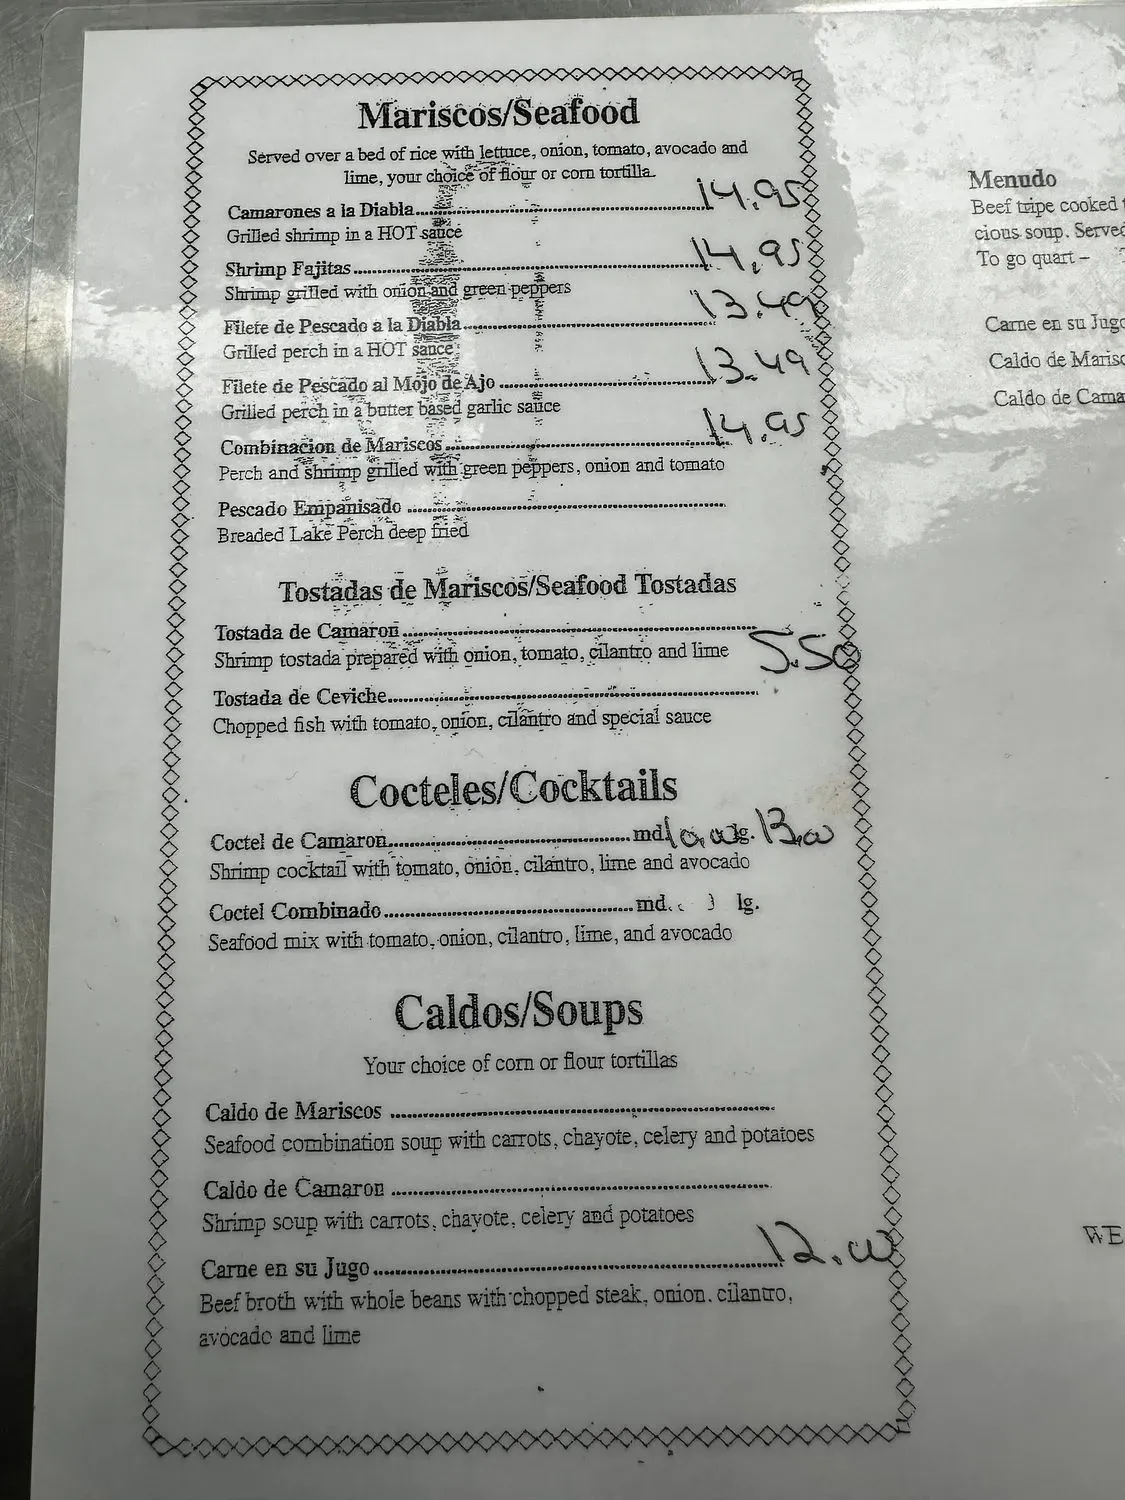 Mariscos/Seafood
Served over a bed of rice with lettuce, onion, tomato, avocado and
lime, your choice of flour or corn tortilla.
Camarones a la Diabla........ 14.95
Grilled shrimp in a HOT sauce
Shrimp Fajitas........ 14.95
Shrimp grilled with onion and green peppers
Filete de Pescado a la Diabla........ 13.49
Grilled perch in a HOT sauce
Filete de Pescado al Mojo de Ajo ........ 13.49
Grilled perch in a butter based garlic sauce
Combinacion de Mariscos........ 14.95
Perch and shrimp grilled with green peppers, onion and tomato
Pescado Empanisado ........
Breaded Lake Perch deep fried
Tostadas de Mariscos/Seafood Tostadas
Tostada de Camaron........
Shrimp tostada prepared with onion, tomato, cilantro and lime 5.50
Tostada de Ceviche........
Chopped fish with tomato, onion, cilantro and special sauce
Cocteles/Cocktails
Coctel de Camaron........md. lg. 13.00
Shrimp cocktail with tomato, onion, cilantro, lime and avocado
Coctel Combinado........md. lg.
Seafood mix with tomato, onion, cilantro, lime, and avocado
Caldos/Soups
Your choice of corn or flour tortillas
Caldo de Mariscos ........
Seafood combination soup with carrots, chayote, celery and potatoes
Caldo de Camaron ........
Shrimp soup with carrots, chayote, celery and potatoes
Carne en su Jugo........ 12.00
Beef broth with whole beans with chopped steak, onion. cilantro,
avocado and lime
Menudo
Beef tripe cooked
cious soup. Served
To go quart –
Carne en su Jugo
Caldo de Marisc
Caldo de Cama
WE